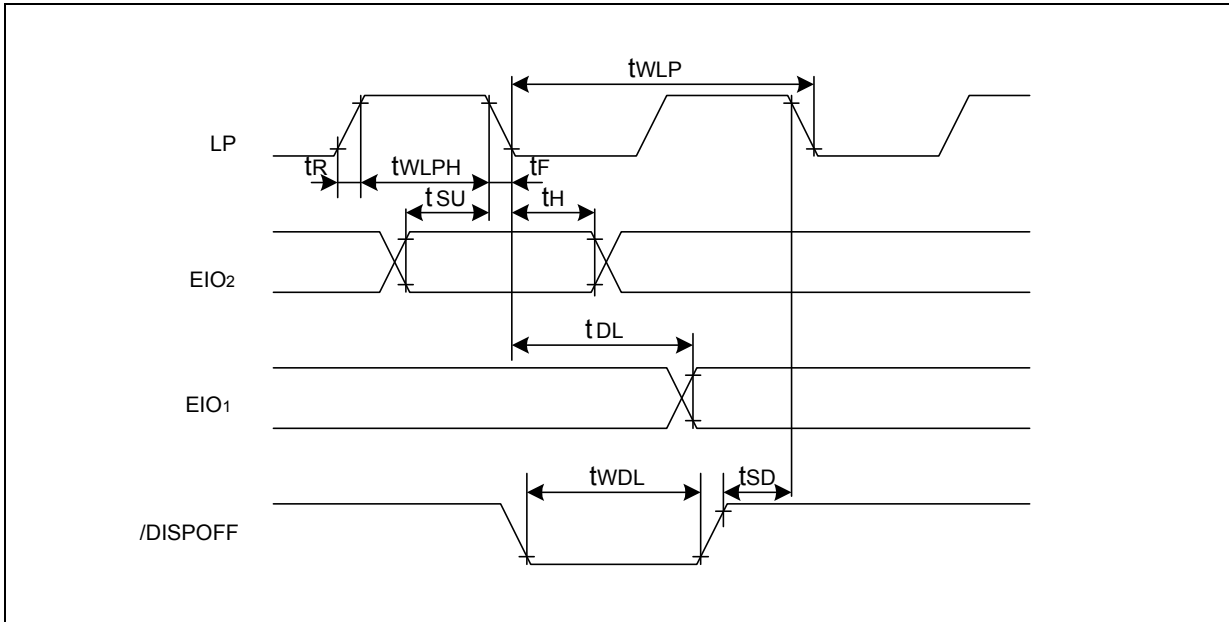 tWLP
LP
tR tWLPH tF
tSU tH
EIO2
tDL
EIO1
tWDL tSD
/DISPOFF